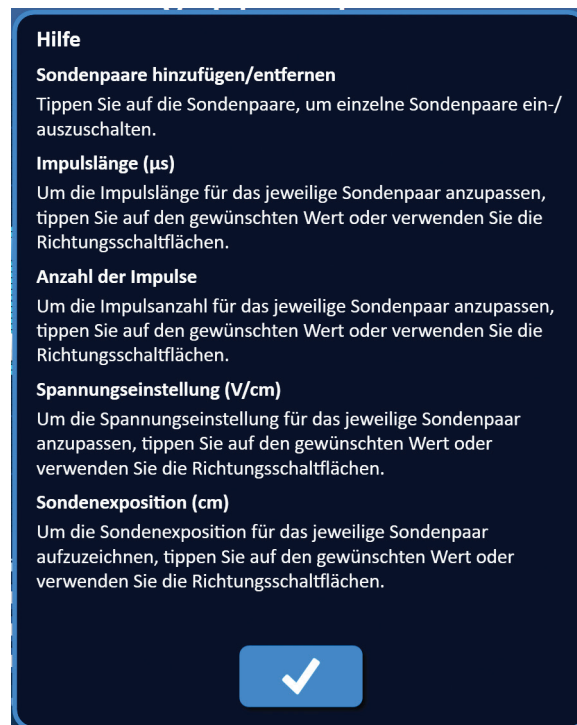 Hilfe
Sondenpaare hinzufügen/entfernen
Tippen Sie auf die Sondenpaare, um einzelne Sondenpaare ein-/
auszuschalten.
Impulslänge (µs)
Um die Impulslänge für das jeweilige Sondenpaar anzupassen,
tippen Sie auf den gewünschten Wert oder verwenden Sie die
Richtungsschaltflächen.
Anzahl der Impulse
Um die Impulsanzahl für das jeweilige Sondenpaar anzupassen,
tippen Sie auf den gewünschten Wert oder verwenden Sie die
Richtungsschaltflächen.
Spannungseinstellung (V/cm)
Um die Spannungseinstellung für das jeweilige Sondenpaar
anzupassen, tippen Sie auf den gewünschten Wert oder
verwenden Sie die Richtungsschaltflächen.
Sondenexposition (cm)
Um die Sondenexposition für das jeweilige Sondenpaar
aufzuzeichnen, tippen Sie auf den gewünschten Wert oder
verwenden Sie die Richtungsschaltflächen.